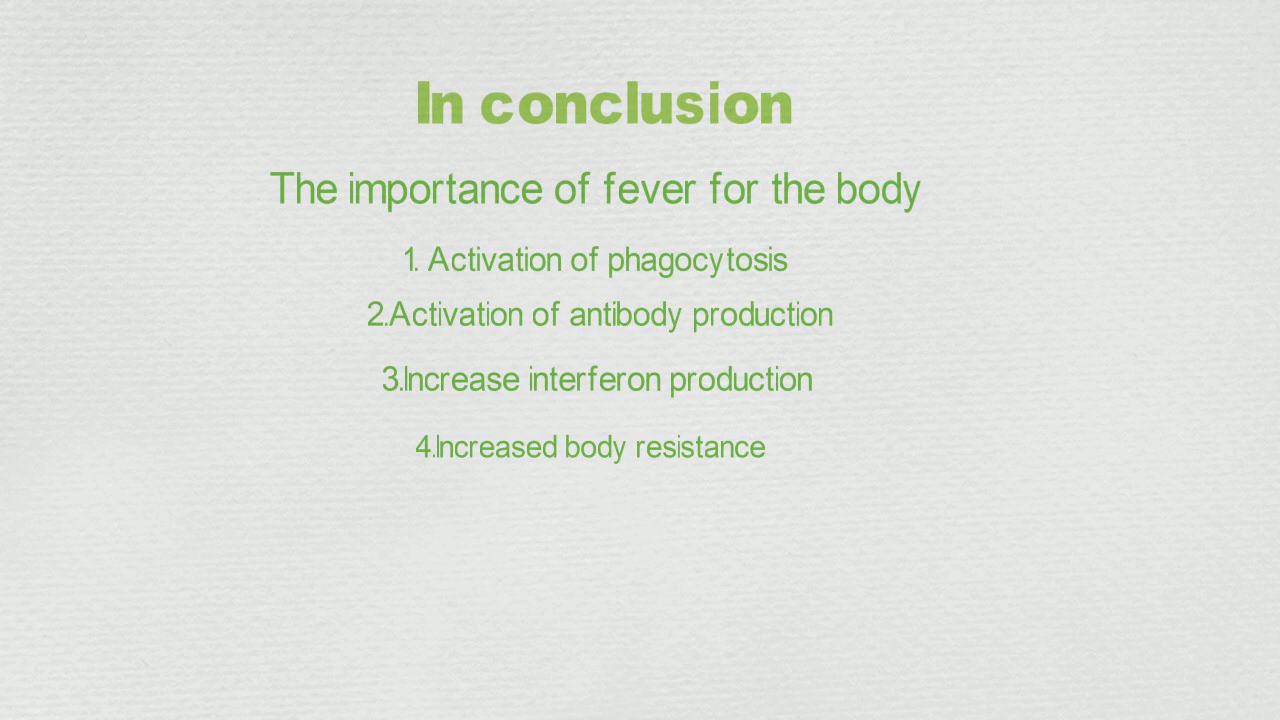 In conclusion
The importance of fever for the body
1. Activation of phagocytosis
2.Activation of antibody production
3.Increase interferon production
4.Increased body resistance